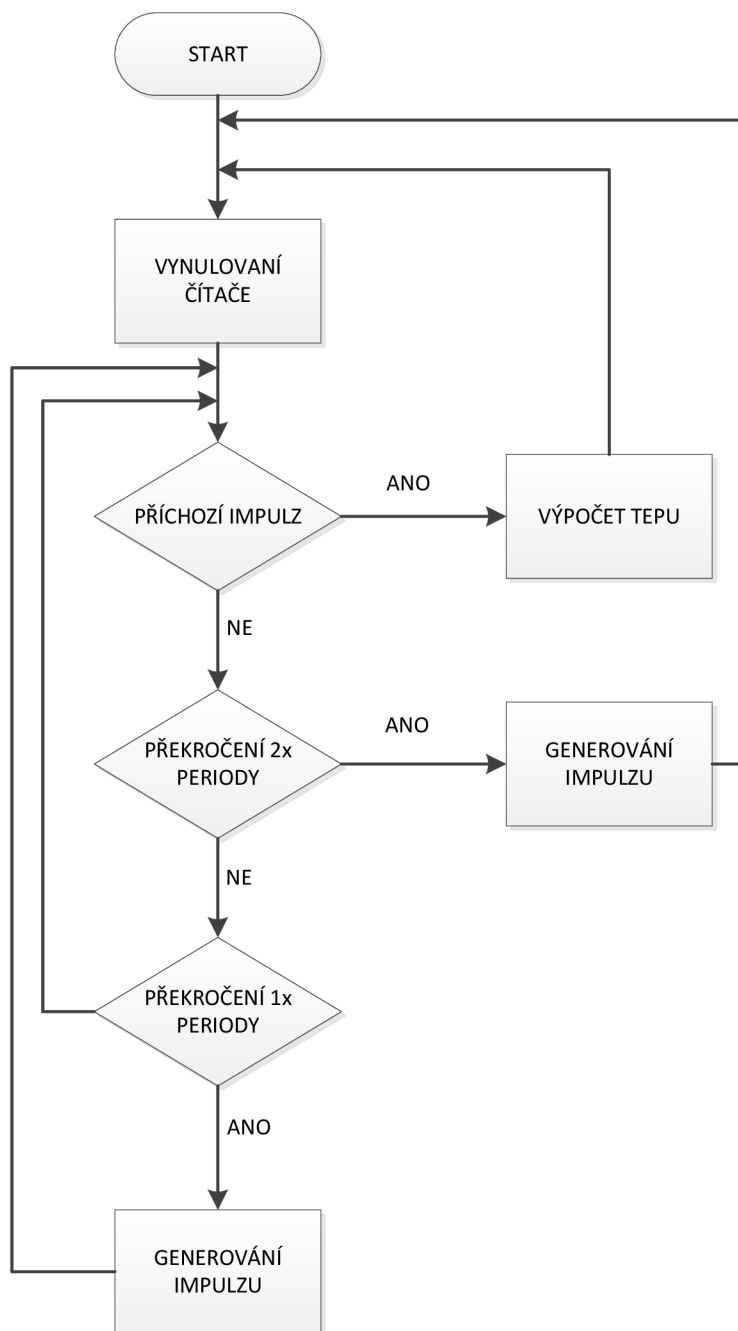 START
VYNULOVANÍ
ČÍTAČE
PŘÍCHOZÍ IMPULZ
ANO
VÝPOČET TEPU
NE
PŘEKROČENÍ 2x
PERIODY
ANO
GENEROVÁNÍ
IMPULZU
NE
PŘEKROČENÍ 1x
PERIODY
ANO
GENEROVÁNÍ
IMPULZU